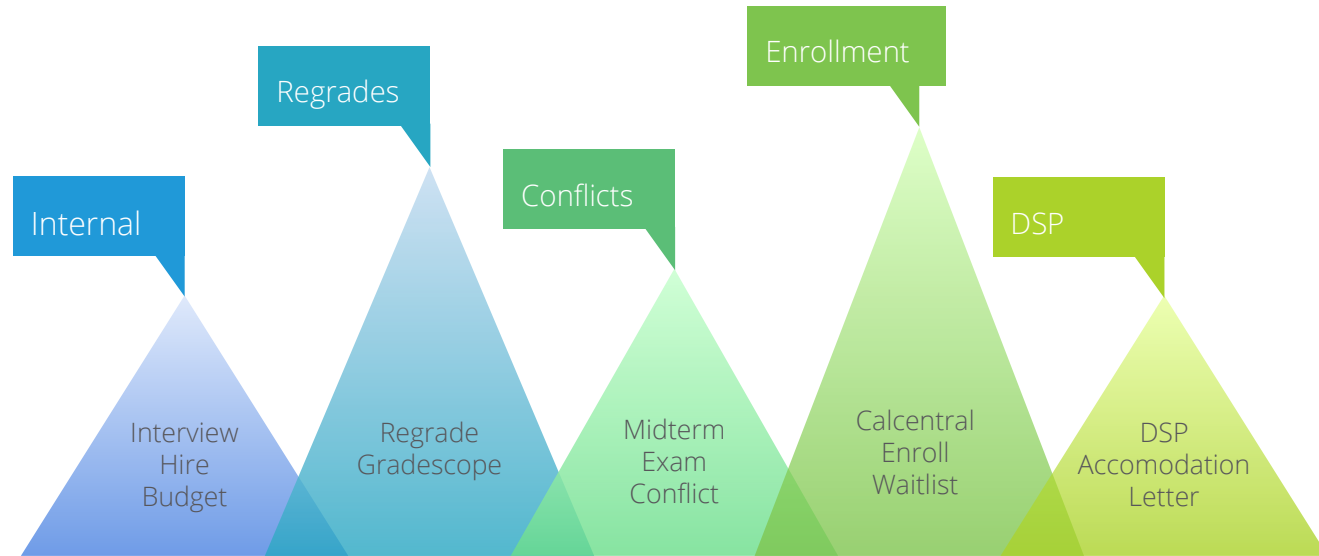 Internal
Regrades
Conflicts
Enrollment
DSP
Interview
Hire
Budget
Regrade
Gradescope
Midterm
Exam
Conflict
Calcentral
Enroll
Waitlist
DSP
Accomodation
Letter